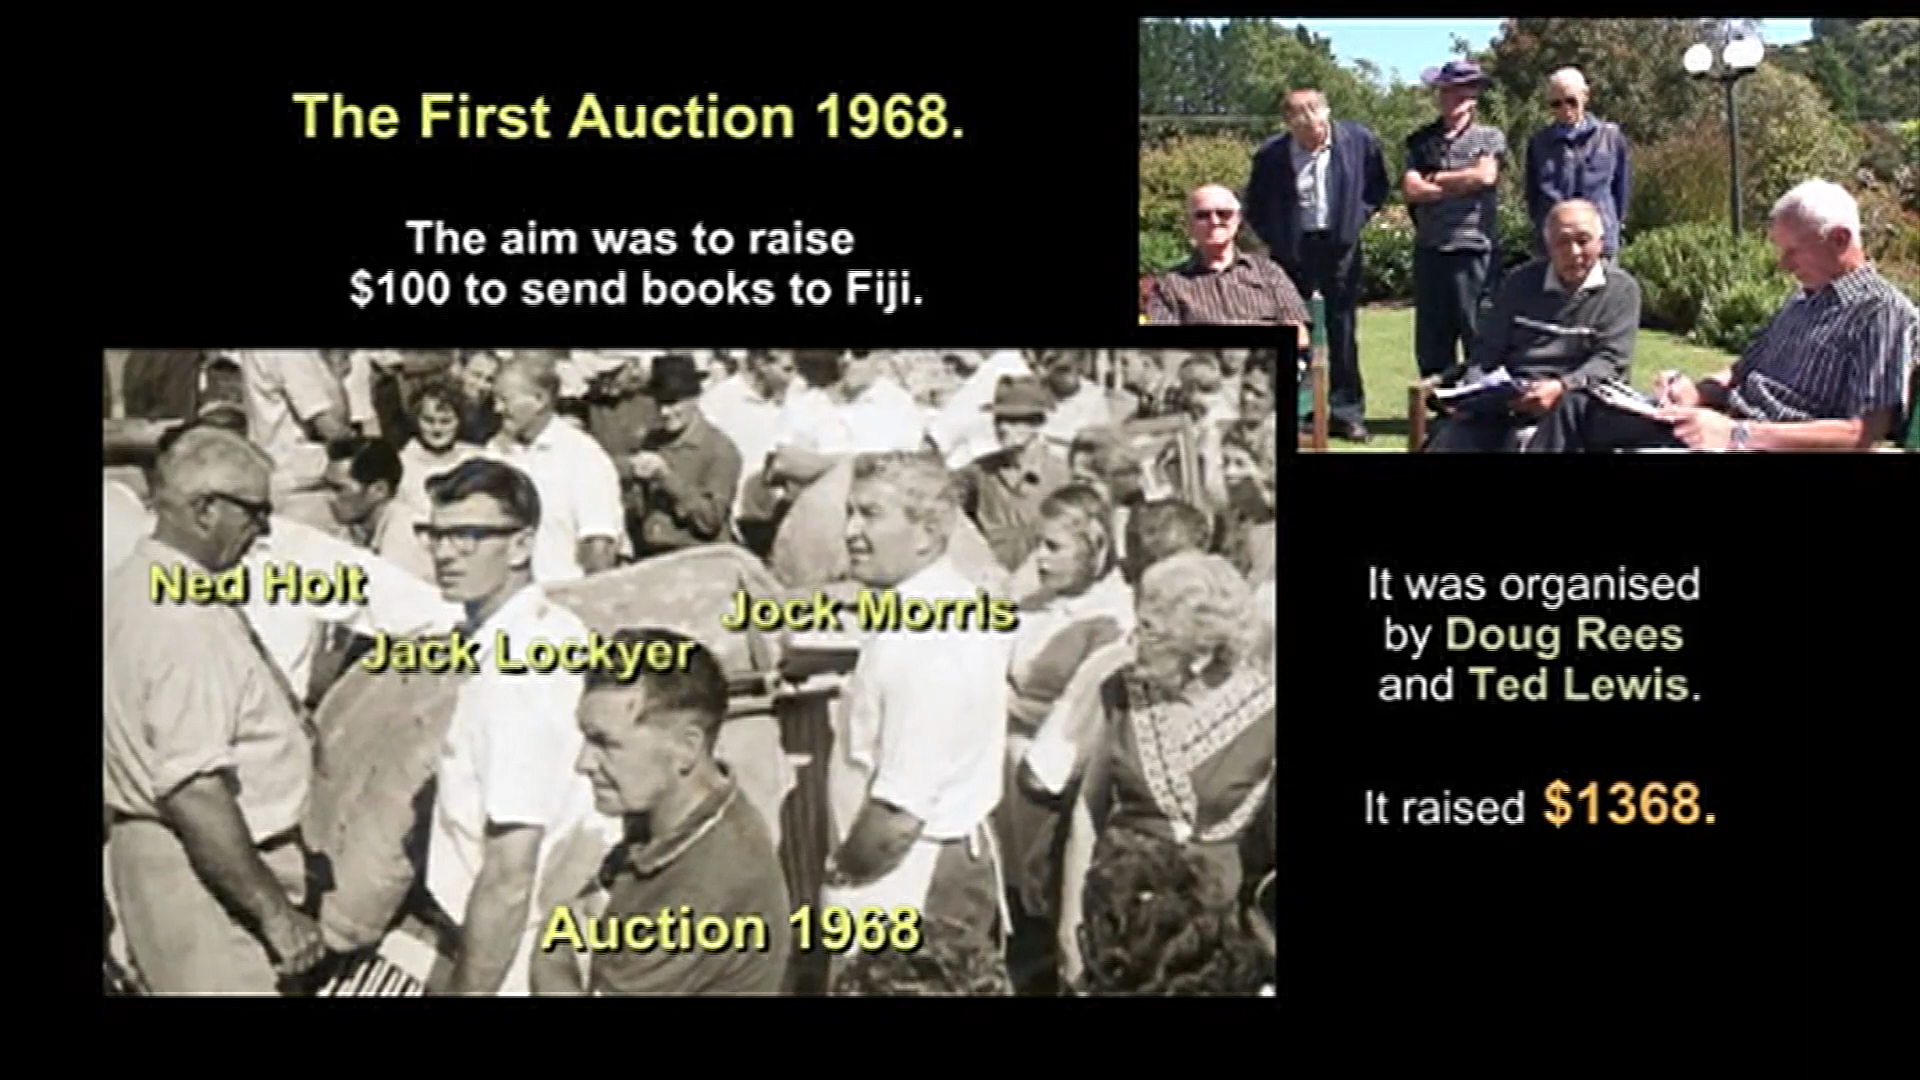 The First Auction 1968.
The aim was to raise
$100 to send books to Fiji.
Ned Holt
Jock Morris
Jack Lockyer
Auction 1968
It was organised
by Doug Rees
and Ted Lewis.
It raised $1368.